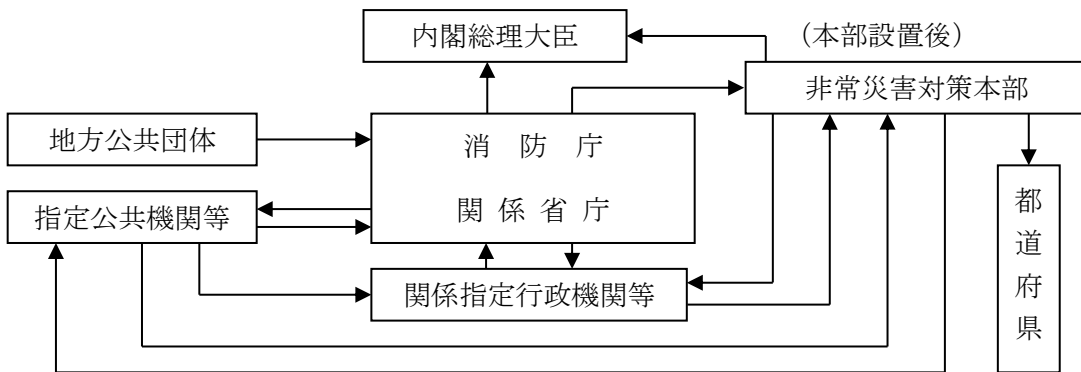 内閣総理大臣
（本部設置後）
非常災害対策本部
地方公共団体
消防庁
指定公共機関等
関係省庁
関係指定行政機関等
都道府県